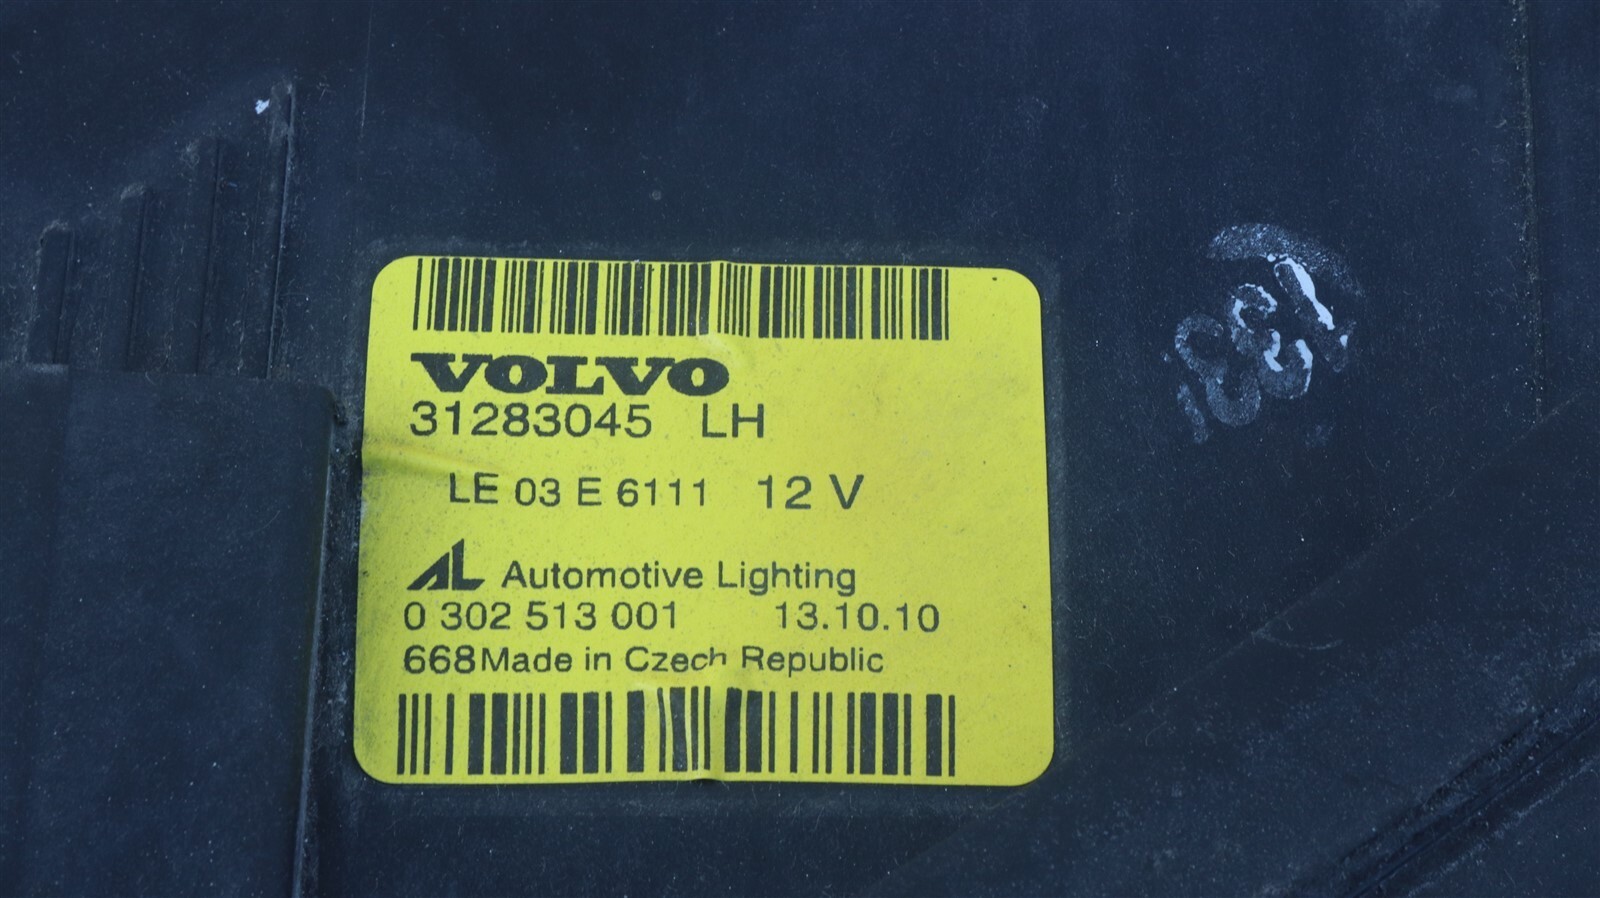 VOLVO
31283045 LH
LE 03 E 6111 12 V
AL Automotive Lighting
0 302 513 001 13.10.10
668 Made in Czech Republic